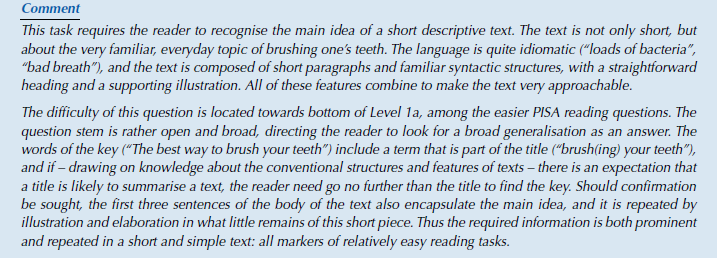 Comment
This task requires the reader to recognise the main idea of a short descriptive text. The text is not only short, but
about the very familiar, everyday topic of brushing one's teeth. The language is quite idiomatic (“loads of bacteria”,
“bad breath”), and the text is composed of short paragraphs and familiar syntactic structures, with a straightforward
heading and a supporting illustration. All of these features combine to make the text very approachable.
The difficulty of this question is located towards bottom of Level 1a, among the easier PISA reading questions. The
question stem is rather open and broad, directing the reader to look for a broad generalisation as an answer. The
words of the key (“The best way to brush your teeth”) include a term that is part of the title (“brush(ing) your teeth”),
and if – drawing on knowledge about the conventional structures and features of texts – there is an expectation that
a title is likely to summarise a text, the reader need go no further than the title to find the key. Should confirmation
be sought, the first three sentences of the body of the text also encapsulate the main idea, and it is repeated by
illustration and elaboration in what little remains of this short piece. Thus the required information is both prominent
and repeated in a short and simple text: all markers of relatively easy reading tasks.